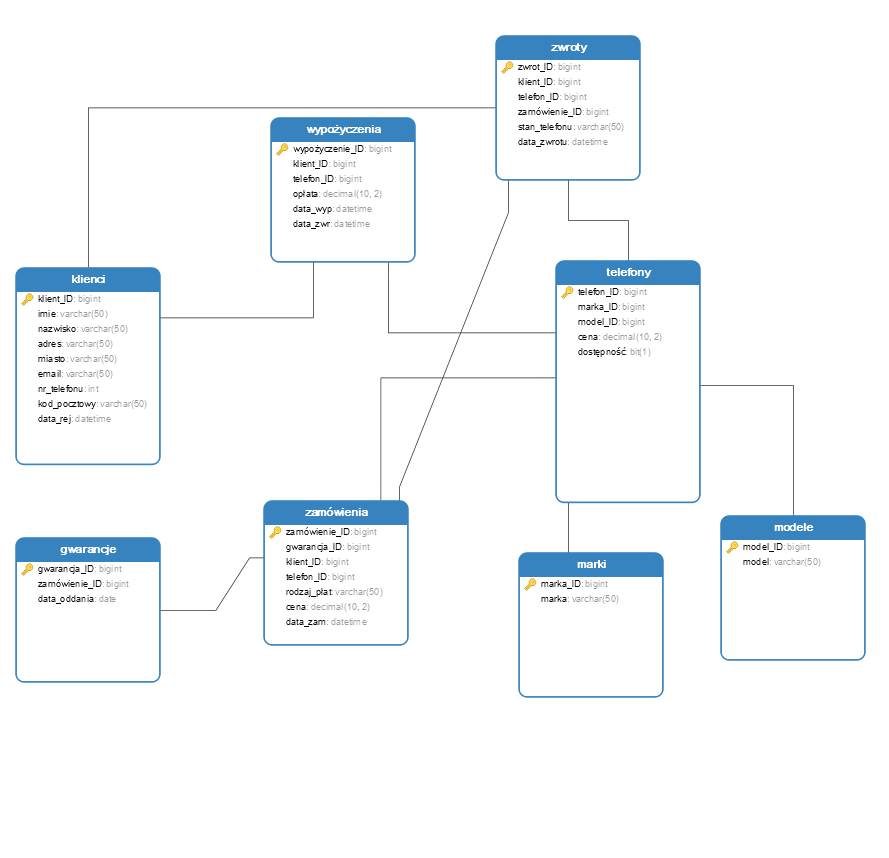 zwroty
zwrot_ID: bigint
klient_ID: bigint
telefon_ID: bigint
zamówienie_ID: bigint
stan_telefonu: varchar(50)
data_zwrotu: datetime
wypożyczenia
wypożyczenie_ID: bigint
klient_ID: bigint
telefon_ID: bigint
opłata: decimal(10, 2)
data_wyp: datetime
data_zwr: datetime
klienci
klient_ID: bigint
imie: varchar(50)
nazwisko: varchar(50)
adres: varchar(50)
miasto: varchar(50)
email: varchar(50)
nr_telefonu: int
kod_pocztowy: varchar(50)
data_rej: datetime
telefony
telefon_ID: bigint
marka_ID: bigint
model_ID: bigint
cena: decimal(10, 2)
dostępność: bit(1)
zamówienia
zamówienie_ID: bigint
gwarancja_ID: bigint
klient_ID: bigint
telefon_ID: bigint
rodzaj_płat: varchar(50)
cena: decimal(10, 2)
data_zam: datetime
gwarancje
gwarancja_ID: bigint
zamówienie_ID: bigint
data_oddania: date
marki
marka_ID: bigint
marka: varchar(50)
modele
model_ID: bigint
model: varchar(50)